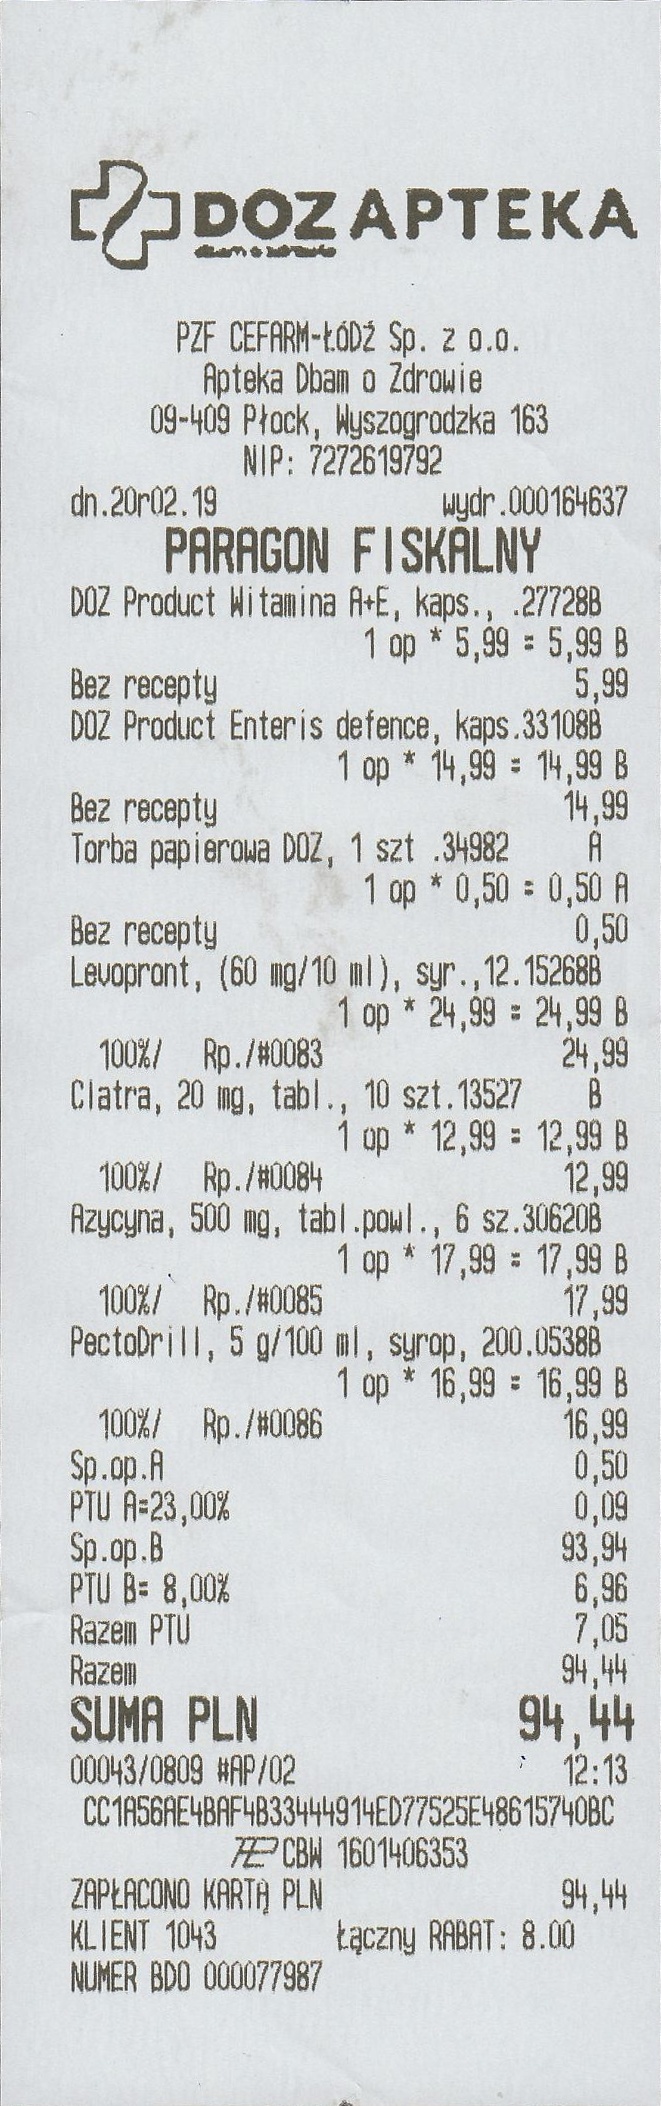 DOZ APTEKA
dbam o zdrowie
PZF CEFARM-ŁÓDŹ Sp. z o.o.
Apteka Dbam o Zdrowie
09-409 Płock, Wyszogrodzka 163
NIP: 7272619792
dn.20r02.19 wydr.000164637
PARAGON FISKALNY
DOZ Product Witamina A+E, kaps., .27728B
1 op * 5,99 = 5,99 B
Bez recepty 5,99
DOZ Product Enteris defence, kaps.33108B
1 op * 14,99 = 14,99 B
Bez recepty 14,99
Torba papierowa DOZ, 1 szt .34982 A
1 op * 0,50 = 0,50 A
Bez recepty 0,50
Levopront, (60 mg/10 ml), syr.,12.15268B
1 op * 24,99 = 24,99 B
100%/ Rp./#0083 24,99
Clatra, 20 mg, tabl., 10 szt.13527 B
1 op * 12,99 = 12,99 B
100%/ Rp./#0084 12,99
Azycyna, 500 mg, tabl.powl., 6 sz.30620B
1 op * 17,99 = 17,99 B
100%/ Rp./#0085 17,99
PectoDrill, 5 g/100 ml, syrop, 200.0538B
1 op * 16,99 = 16,99 B
100%/ Rp./#0086 16,99
Sp.op.A 0,50
PTU A=23,00% 0,09
Sp.op.B 93,94
PTU B= 8,00% 6,96
Razem PTU 7,05
Razem 94,44
SUMA PLN 94,44
00043/0809 #AP/02 12:13
CC1A56AE4BAF4B33444914ED77525E48615740BC
CBW 1601406353
ZAPŁACONO KARTĄ PLN 94,44
KLIENT 1043 Łączny RABAT: 8.00
NUMER BDO 000077987